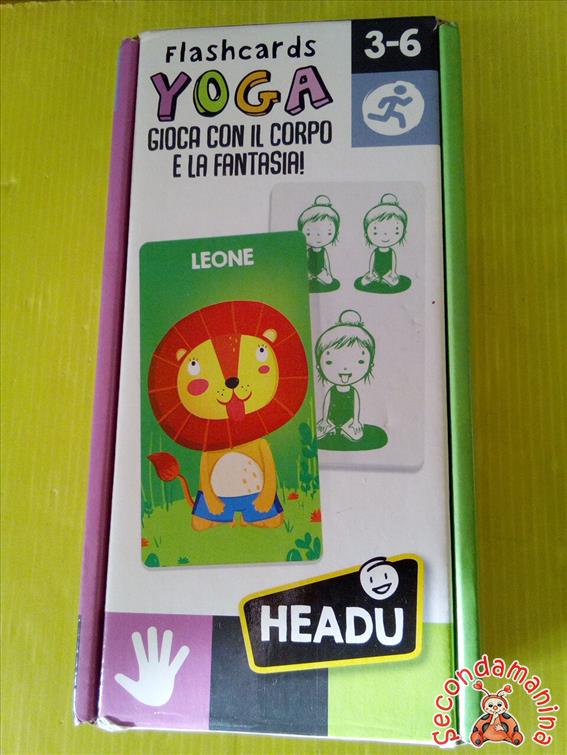 Flashcards
3-6
YOGA
GIOCA CON IL CORPO
E LA FANTASIA!
LEONE
HEADU
Secondamanina